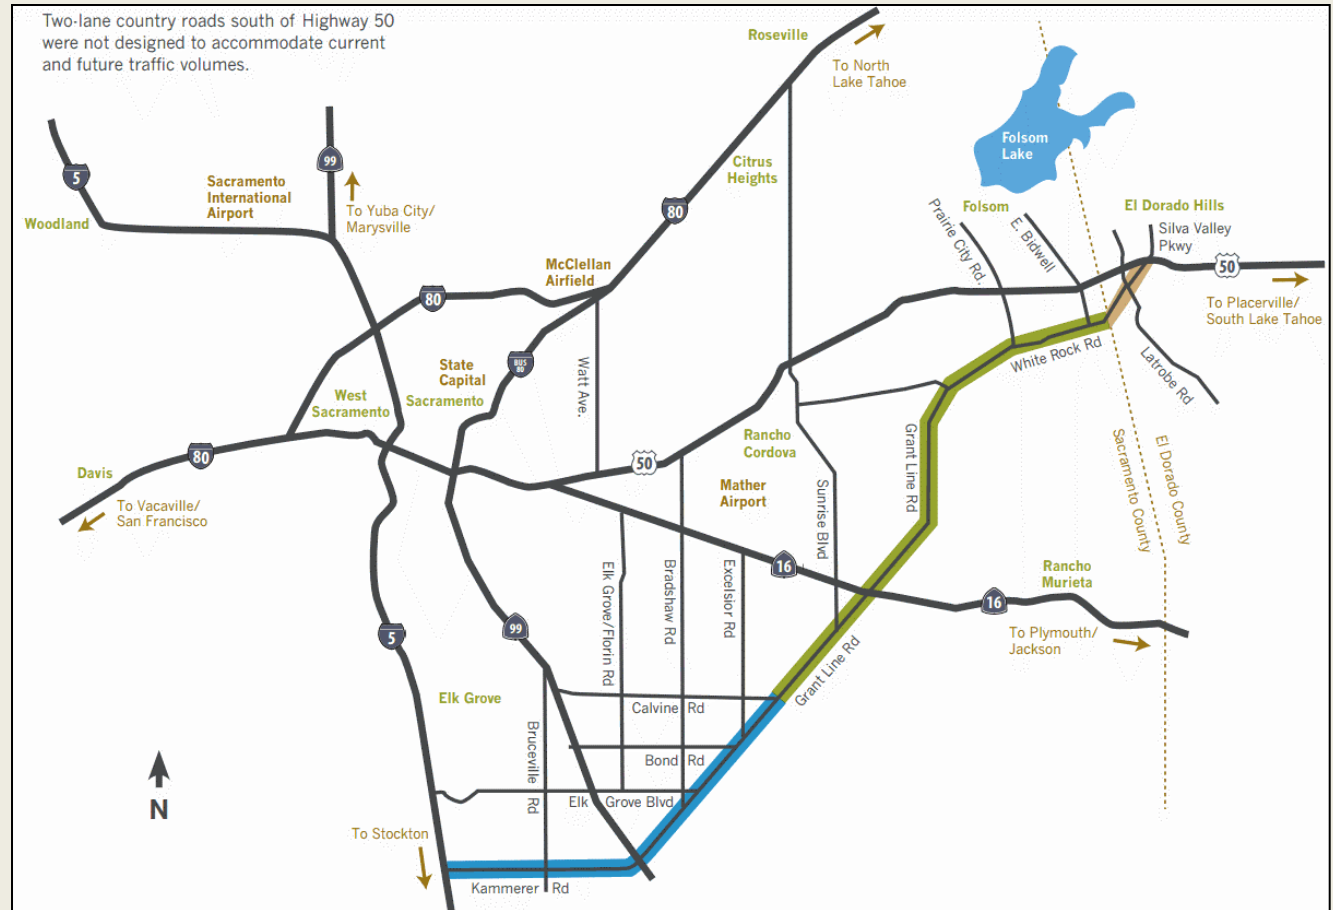 Two-lane country roads south of Highway 50
were not designed to accommodate current
and future traffic volumes.
Roseville
To North
Lake Tahoe
Folsom
Lake
Citrus
Heights
99
5
Sacramento
International
Airport
To Yuba City/
Marysville
Woodland
80
Folsom
El Dorado Hills
Prairie City Rd.
E. Bidwell
Silva Valley
Pkwy
50
McClellan
Airfield
80
To Placerville/
South Lake Tahoe
BUS
80
State
Capital
Sacramento
West
Sacramento
Watt Ave.
White Rock Rd
Latrobe Rd
Rancho
Cordova
Grant Line Rd
Sacramento County
El Dorado County
80
50
Davis
Mather
Airport
Sunrise Blvd
To Vacaville/
San Francisco
Elk Grove/Florin Rd
Bradshaw Rd
Excelsior Rd
16
Rancho
Murieta
16
99
5
To Plymouth/
Jackson
Grant Line Rd
Elk Grove
Calvine Rd
Bruceville Rd
Bond Rd
N
Elk Grove Blvd
To Stockton
Kammerer Rd